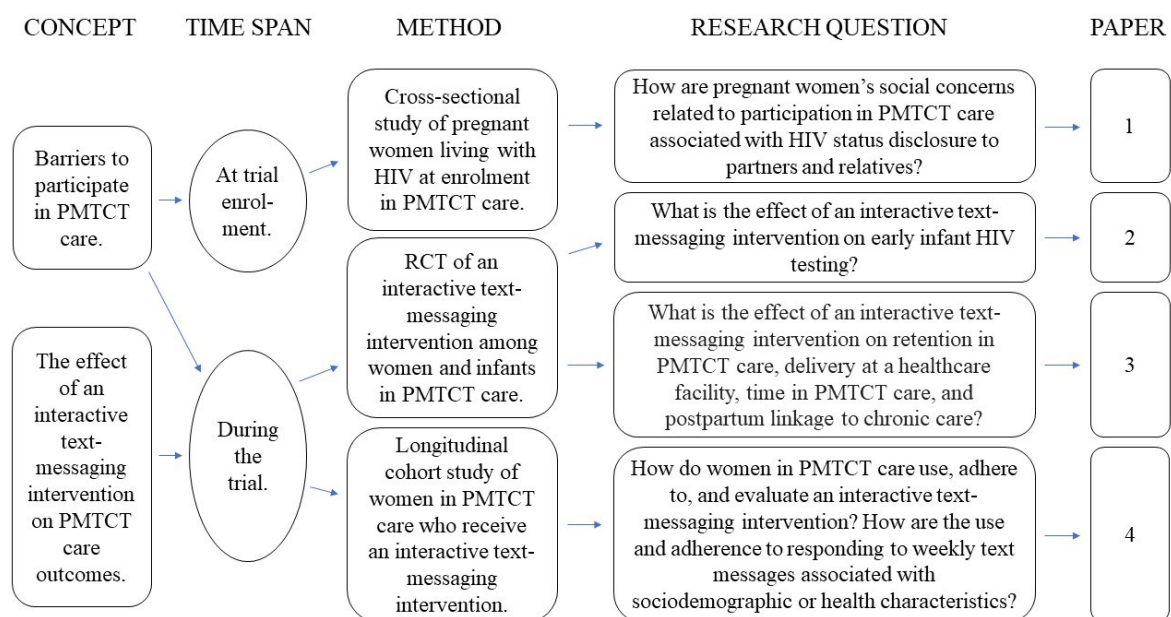 CONCEPT
TIME SPAN
METHOD
RESEARCH QUESTION
PAPER
Barriers to
participate
in PMTCT
care.
The effect
of an
interactive
text-
messaging
intervention
on PMTCT
care
outcomes.
At trial
enrol-
ment.
During
the
trial.
Cross-sectional
study of pregnant
women living with
HIV at enrolment
in PMTCT care.
RCT of an
interactive text-
messaging
intervention among
women and infants
in PMTCT care.
Longitudinal
cohort study of
women in PMTCT
care who receive
an interactive text-
messaging
intervention.
How are pregnant women’s social concerns
related to participation in PMTCT care
associated with HIV status disclosure to
partners and relatives?
What is the effect of an interactive text-
messaging intervention on early infant HIV
testing?
What is the effect of an interactive text-
messaging intervention on retention in
PMTCT care, delivery at a healthcare
facility, time in PMTCT care, and
postpartum linkage to chronic care?
How do women in PMTCT care use, adhere
to, and evaluate an interactive text-
messaging intervention? How are the use
and adherence to responding to weekly text
messages associated with
sociodemographic or health characteristics?
1
2
3
4